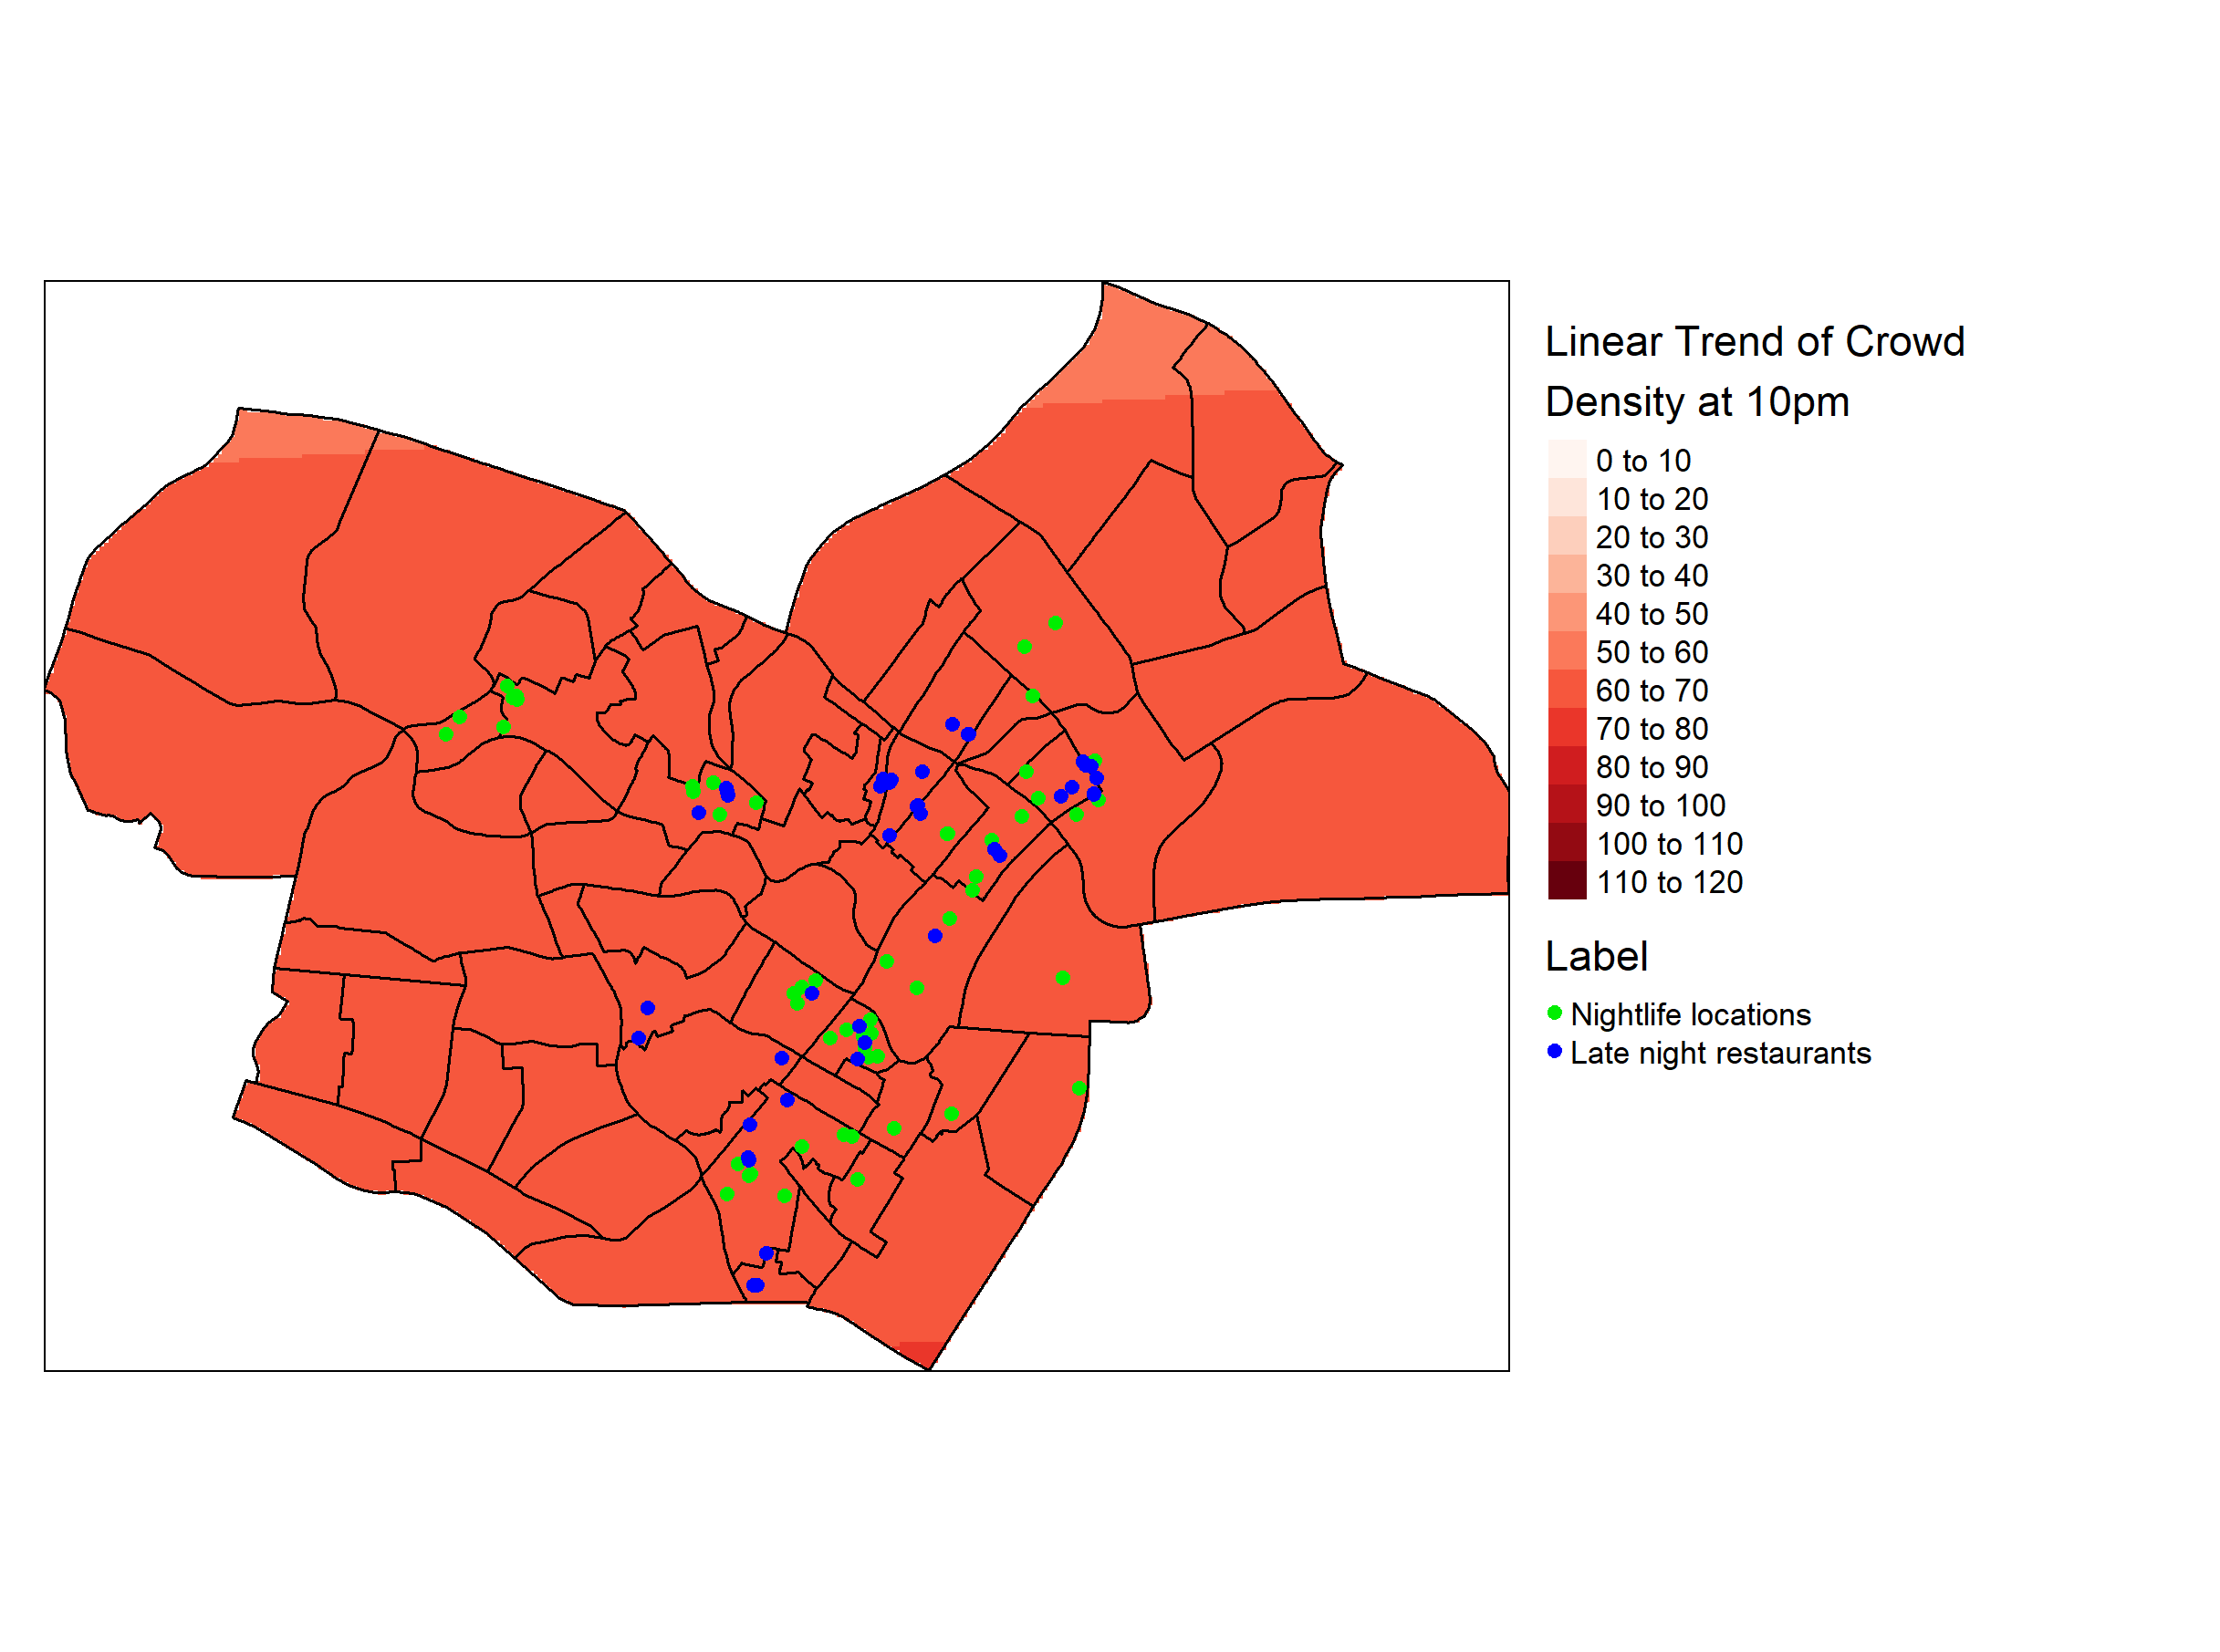 Linear Trend of Crowd
Density at 10pm
0 to 10
10 to 20
20 to 30
30 to 40
40 to 50
50 to 60
60 to 70
70 to 80
80 to 90
90 to 100
100 to 110
110 to 120
Label
Nightlife locations
Late night restaurants